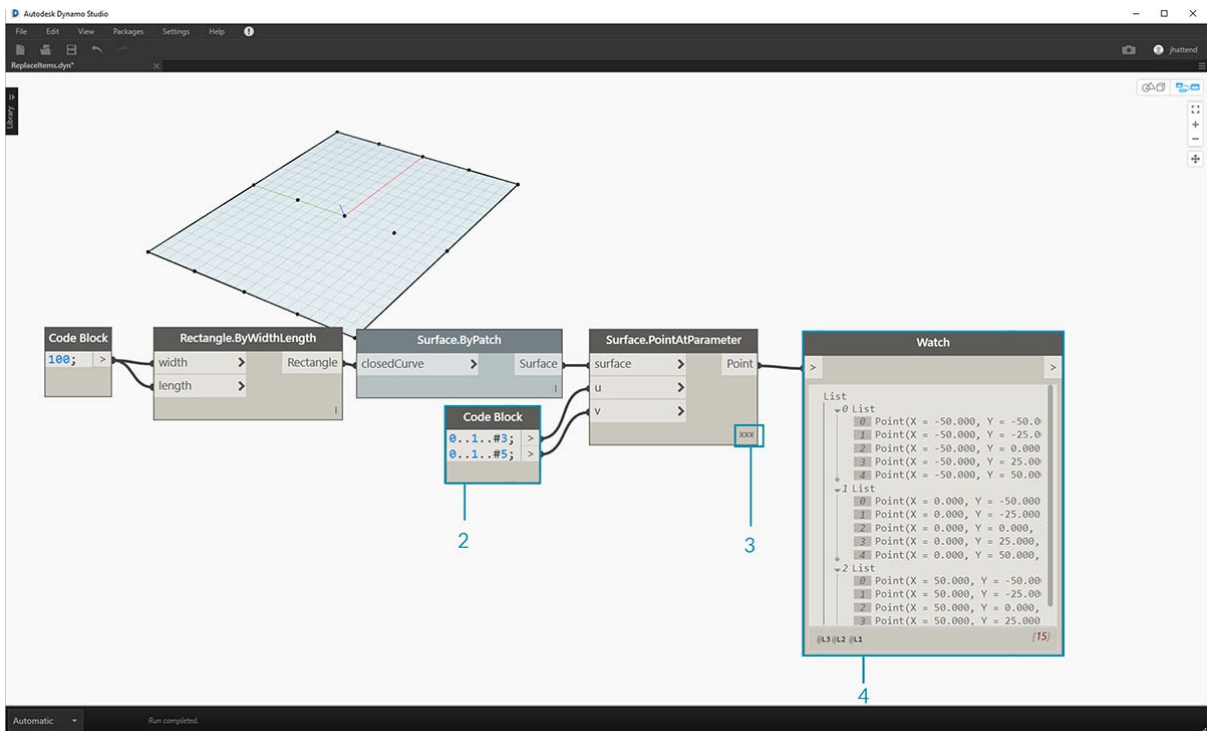 Autodesk Dynamo Studio
File Edit View Packages Settings Help !
jhattend
ReplaceItems.dyn* ×
Library
Code Block
100; >
Rectangle.ByWidthLength
width > Rectangle
length >
Surface.ByPatch
closedCurve > Surface
Code Block
0..1..#3; >
0..1..#5; >
Surface.PointAtParameter
surface > Point
u >
v >
xxx
Watch
> >
List
0 List
0 Point(X = -50.000, Y = -50.0
1 Point(X = -50.000, Y = -25.0
2 Point(X = -50.000, Y = 0.000
3 Point(X = -50.000, Y = 25.00
4 Point(X = -50.000, Y = 50.00
1 List
0 Point(X = 0.000, Y = -50.000
1 Point(X = 0.000, Y = -25.000
2 Point(X = 0.000, Y = 0.000,
3 Point(X = 0.000, Y = 25.000,
4 Point(X = 0.000, Y = 50.000,
2 List
0 Point(X = 50.000, Y = -50.00
1 Point(X = 50.000, Y = -25.00
2 Point(X = 50.000, Y = 0.000,
3 Point(X = 50.000, Y = 25.000
@L3 @L2 @L1 {15}
2
3
4
Automatic Run completed.